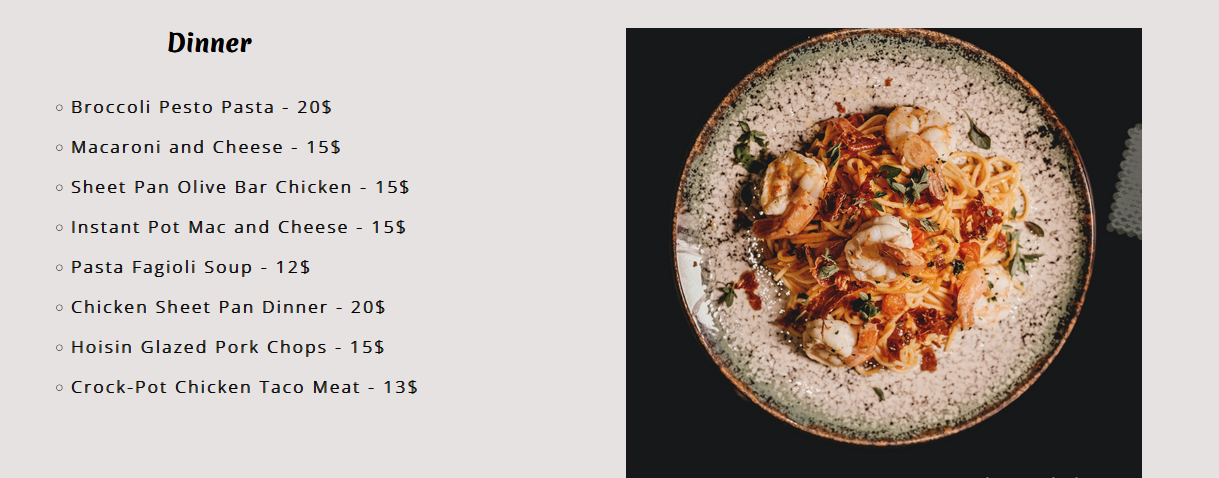 Dinner
Broccoli Pesto Pasta - 20$
Macaroni and Cheese - 15$
Sheet Pan Olive Bar Chicken - 15$
Instant Pot Mac and Cheese - 15$
Pasta Fagioli Soup - 12$
Chicken Sheet Pan Dinner - 20$
Hoisin Glazed Pork Chops - 15$
Crock-Pot Chicken Taco Meat - 13$